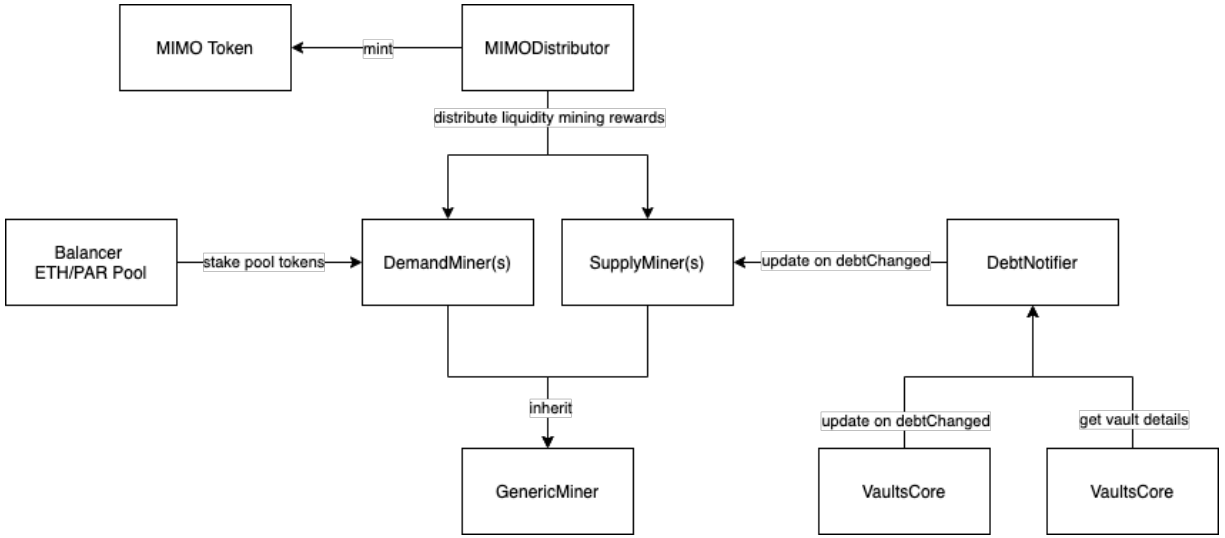 MIMO Token
mint
MIMODistributor
distribute liquidity mining rewards
Balancer
ETH/PAR Pool
stake pool tokens
DemandMiner(s)
SupplyMiner(s)
update on debtChanged
DebtNotifier
inherit
update on debtChanged
get vault details
GenericMiner
VaultsCore
VaultsCore